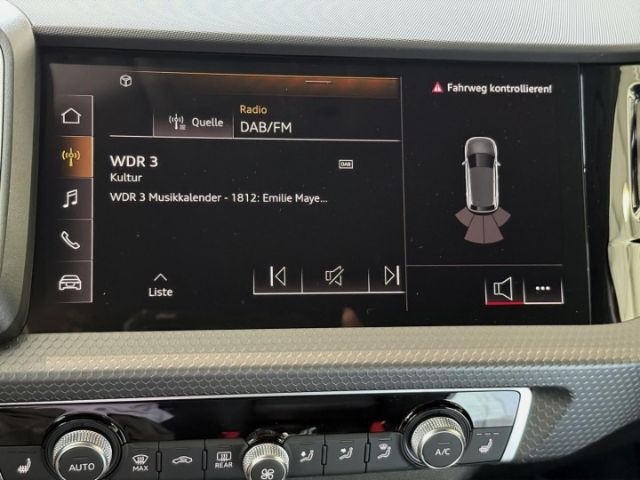 Fahrweg kontrollieren!
Radio
Quelle
DAB/FM
WDR 3
DAB
Kultur
WDR 3 Musikkalender - 1812: Emilie Maye...
Liste
AUTO
MAX
REAR
A/C